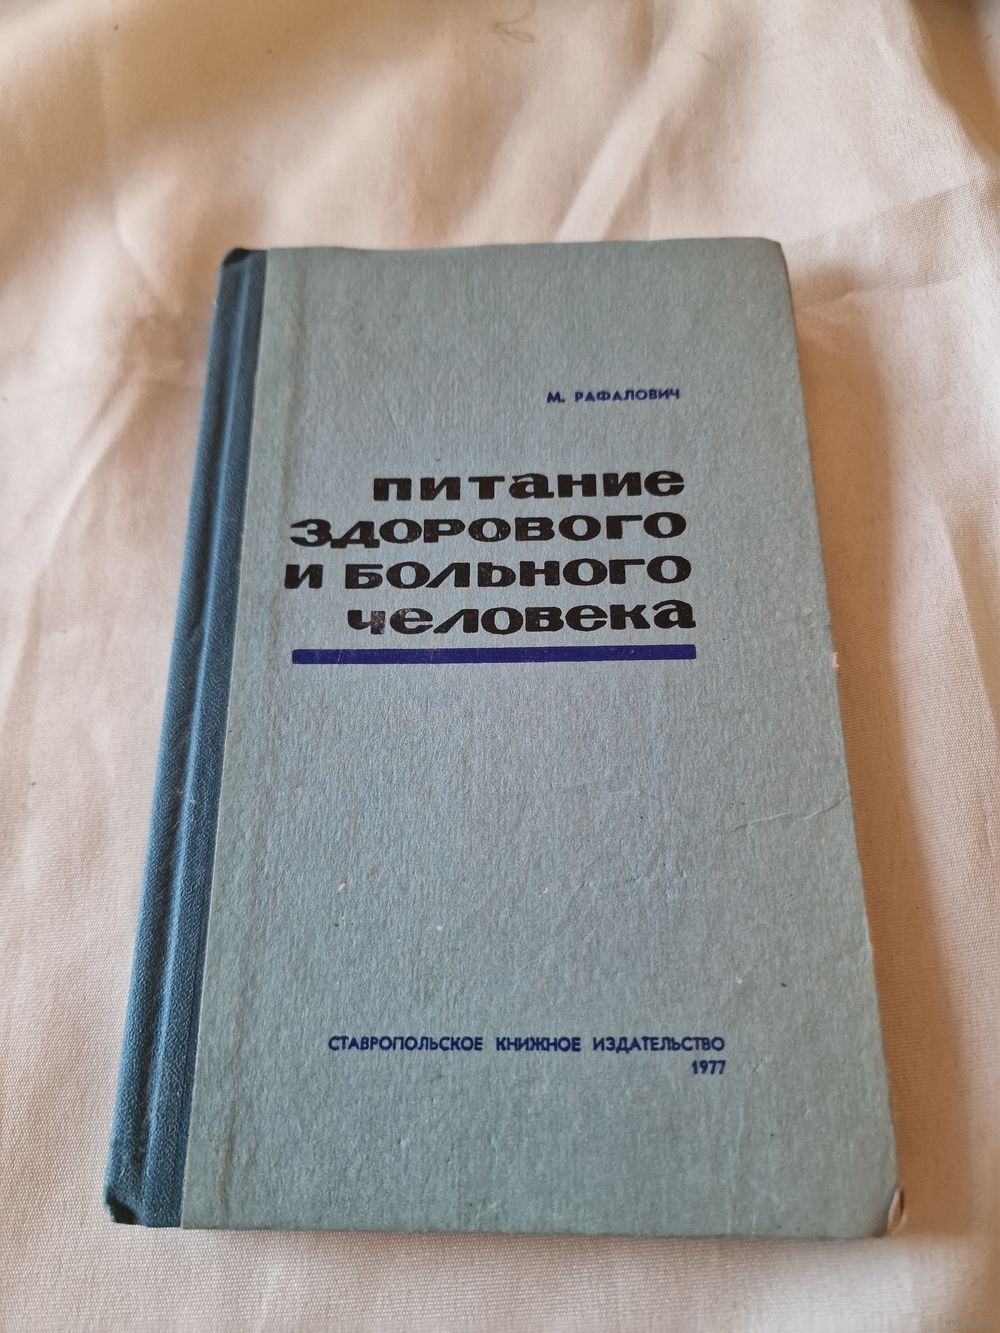 М. РАФАЛОВИЧ
питание
здорового
и больного
человека
СТАВРОПОЛЬСКОЕ КНИЖНОЕ ИЗДАТЕЛЬСТВО
1977